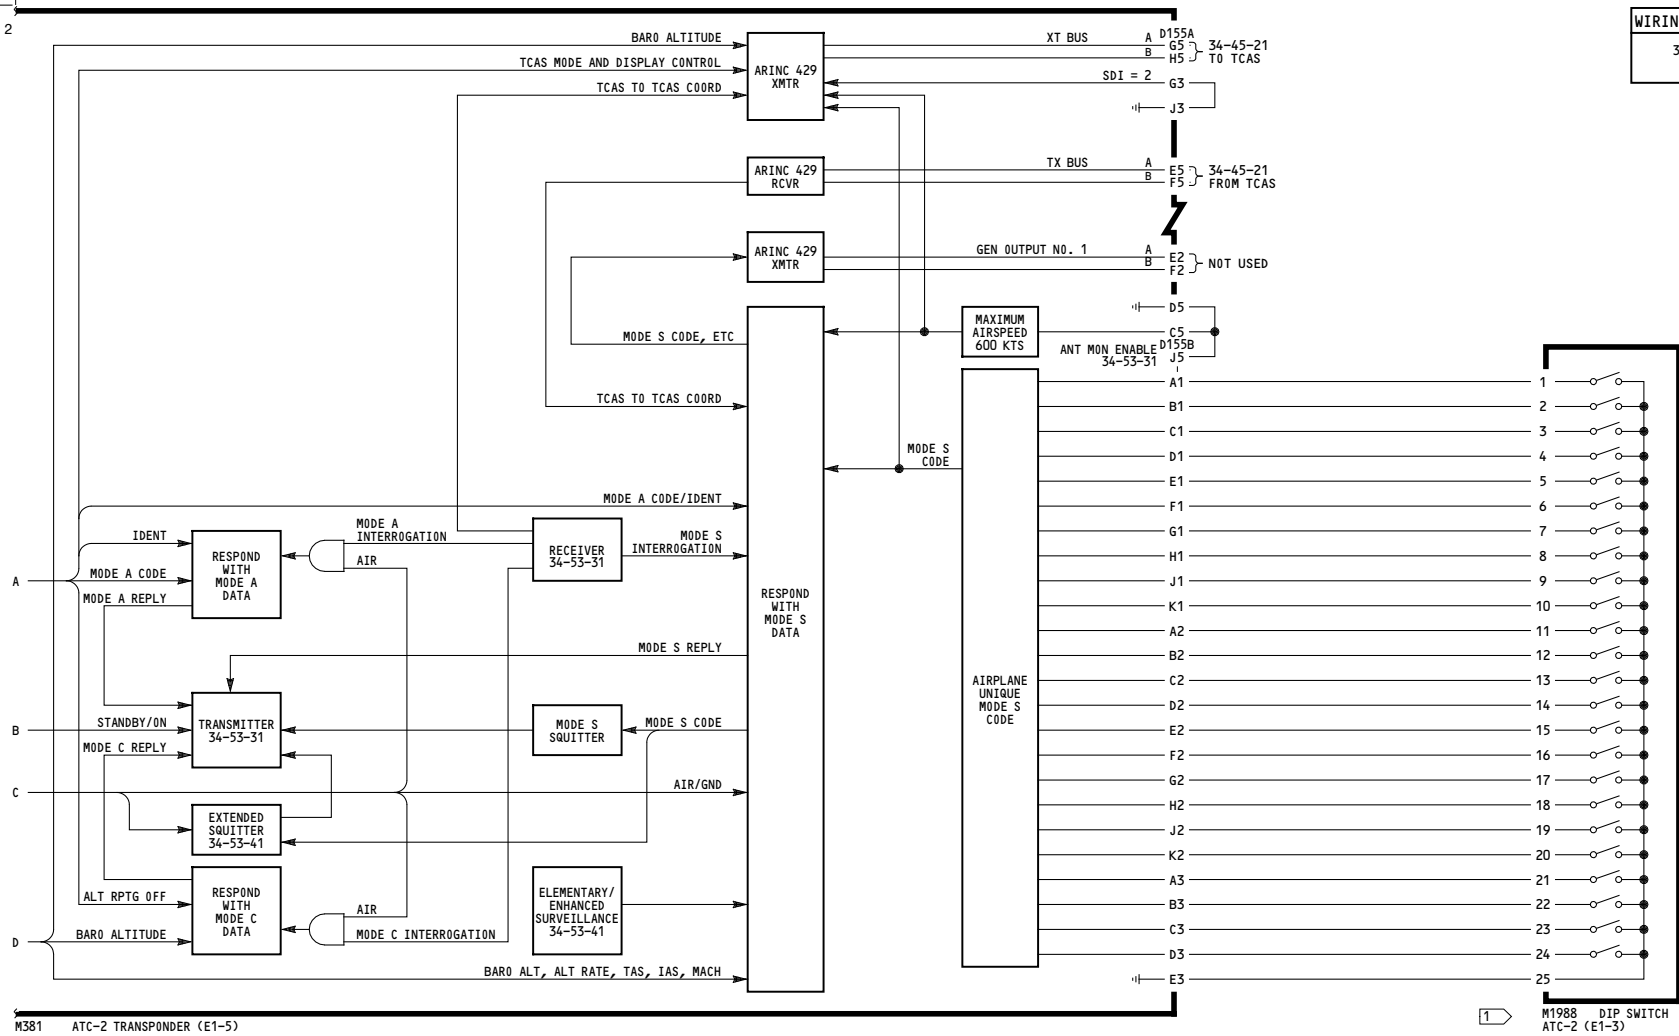 2
WIRIN
3
BARO ALTITUDE
TCAS MODE AND DISPLAY CONTROL
TCAS TO TCAS COORD
ARINC 429
XMTR
XT BUS
A
B
D155A
G5
H5
34-45-21
TO TCAS
SDI = 2
G3
J3
ARINC 429
RCVR
TX BUS
A
B
E5
F5
34-45-21
FROM TCAS
ARINC 429
XMTR
GEN OUTPUT NO. 1
A
B
E2
F2
NOT USED
D5
MAXIMUM
AIRSPEED
600 KTS
C5
ANT MON ENABLE
34-53-31
D155B
J5
MODE S CODE, ETC
TCAS TO TCAS COORD
MODE S
CODE
MODE A CODE/IDENT
IDENT
A
MODE A CODE
MODE A REPLY
RESPOND
WITH
MODE A
DATA
MODE A
INTERROGATION
AIR
RECEIVER
34-53-31
MODE S
INTERROGATION
RESPOND
WITH
MODE S
DATA
MODE S REPLY
B
STANDBY/ON
MODE C REPLY
TRANSMITTER
34-53-31
MODE S
SQUITTER
MODE S CODE
C
AIR/GND
EXTENDED
SQUITTER
34-53-41
ALT RPTG OFF
RESPOND
WITH
MODE C
DATA
AIR
MODE C INTERROGATION
ELEMENTARY/
ENHANCED
SURVEILLANCE
34-53-41
D
BARO ALTITUDE
BARO ALT, ALT RATE, TAS, IAS, MACH
AIRPLANE
UNIQUE
MODE S
CODE
A1 1
B1 2
C1 3
D1 4
E1 5
F1 6
G1 7
H1 8
J1 9
K1 10
A2 11
B2 12
C2 13
D2 14
E2 15
F2 16
G2 17
H2 18
J2 19
K2 20
A3 21
B3 22
C3 23
D3 24
E3 25
M381 ATC-2 TRANSPONDER (E1-5)
1
M1988 DIP SWITCH
ATC-2 (E1-3)